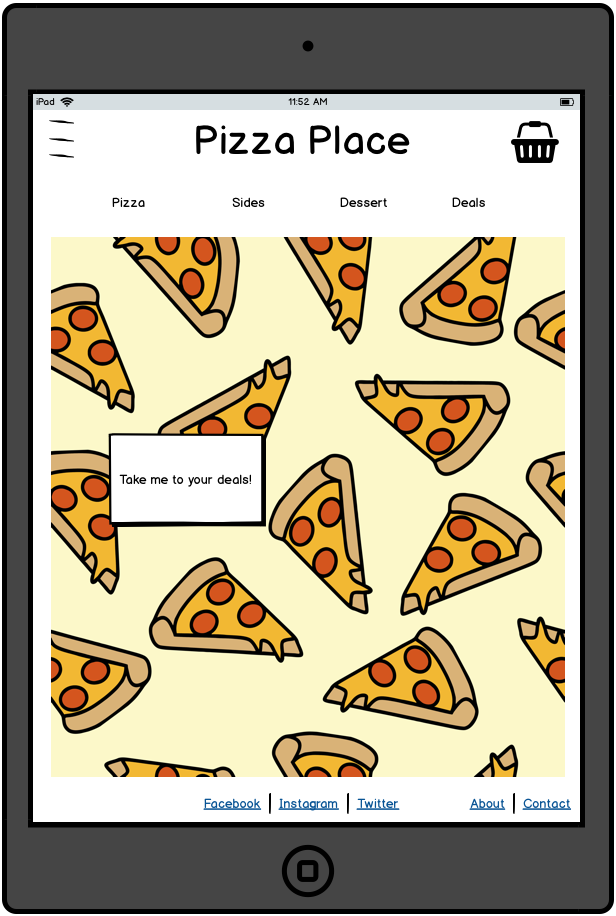 iPad 11:52 AM
Pizza Place
Pizza Sides Dessert Deals
Take me to your deals!
Facebook Instagram Twitter About Contact